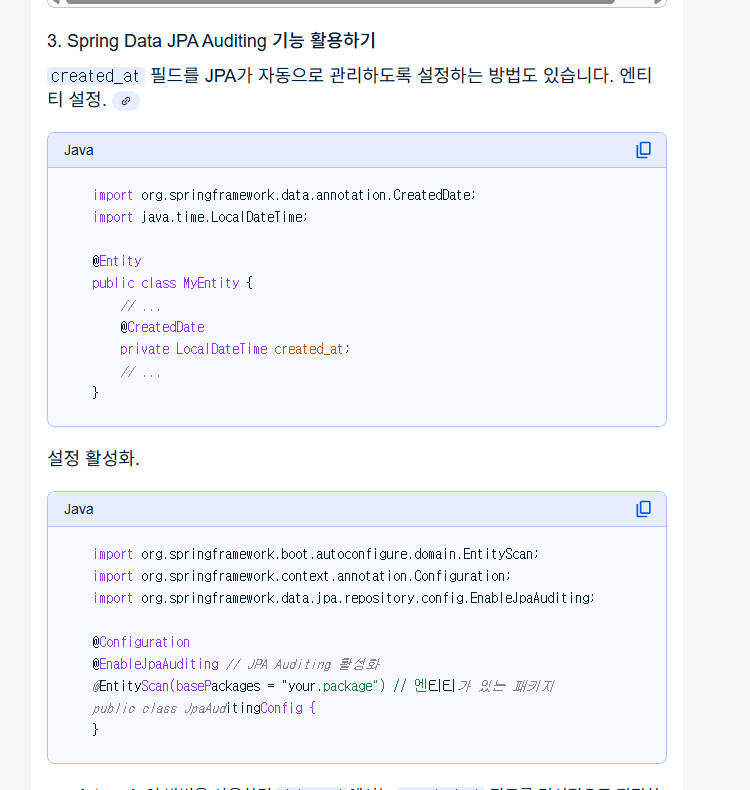 3. Spring Data JPA Auditing 기능 활용하기
created_at 필드를 JPA가 자동으로 관리하도록 설정하는 방법도 있습니다. 엔티
티 설정.
Java
import org.springframework.data.annotation.CreatedDate;
import java.time.LocalDateTime;
@Entity
public class MyEntity {
// ...
@CreatedDate
private LocalDateTime created_at;
// ...
}
설정 활성화.
Java
import org.springframework.boot.autoconfigure.domain.EntityScan;
import org.springframework.context.annotation.Configuration;
import org.springframework.data.jpa.repository.config.EnableJpaAuditing;
@Configuration
@EnableJpaAuditing // JPA Auditing 활성화
@EntityScan(basePackages = "your.package") // 엔티티가 있는 패키지
public class JpaAuditingConfig {
}